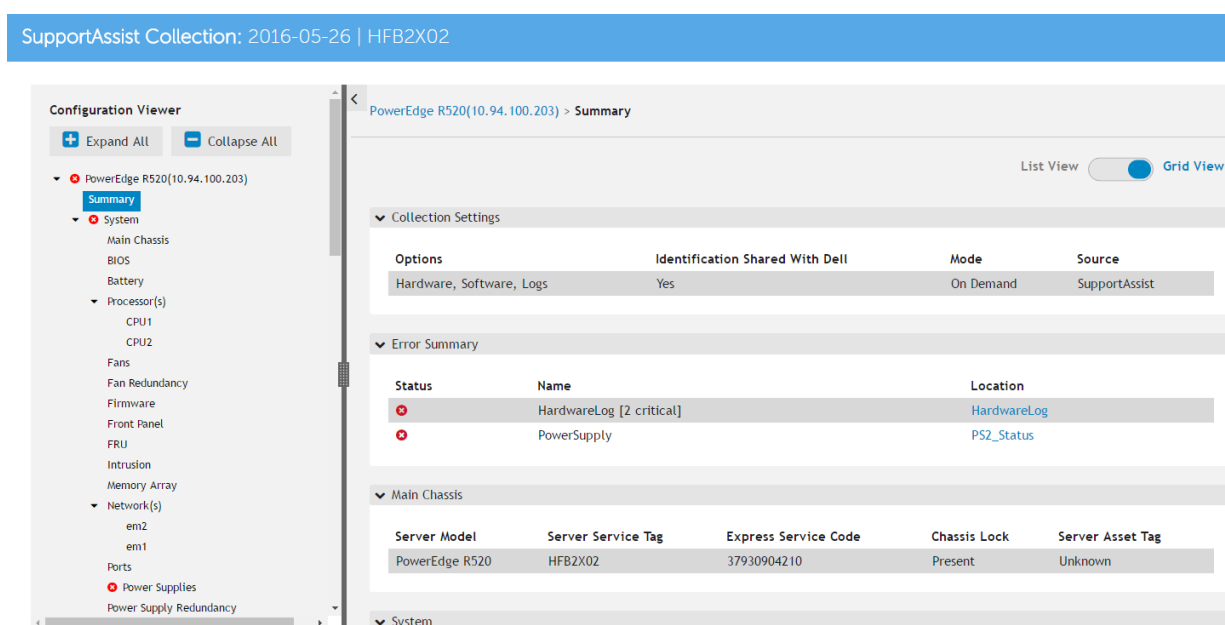 SupportAssist Collection: 2016-05-26 | HFB2X02
Configuration Viewer
Expand All Collapse All
PowerEdge R520(10.94.100.203)
Summary
System
Main Chassis
BIOS
Battery
Processor(s)
CPU1
CPU2
Fans
Fan Redundancy
Firmware
Front Panel
FRU
Intrusion
Memory Array
Network(s)
em2
em1
Ports
Power Supplies
Power Supply Redundancy
PowerEdge R520(10.94.100.203) > Summary
List View Grid View
Collection Settings
Options Identification Shared With Dell Mode Source
Hardware, Software, Logs Yes On Demand SupportAssist
Error Summary
Status Name Location
HardwareLog [2 critical] HardwareLog
PowerSupply PS2_Status
Main Chassis
Server Model Server Service Tag Express Service Code Chassis Lock Server Asset Tag
PowerEdge R520 HFB2X02 37930904210 Present Unknown
System